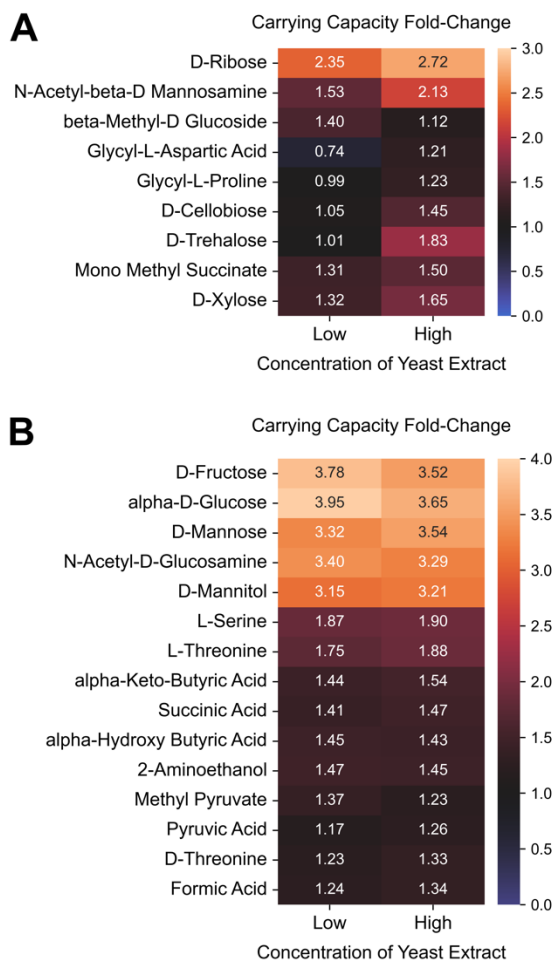 A
Carrying Capacity Fold-Change
D-Ribose 2.35 2.72
N-Acetyl-beta-D Mannosamine 1.53 2.13
beta-Methyl-D Glucoside 1.40 1.12
Glycyl-L-Aspartic Acid 0.74 1.21
Glycyl-L-Proline 0.99 1.23
D-Cellobiose 1.05 1.45
D-Trehalose 1.01 1.83
Mono Methyl Succinate 1.31 1.50
D-Xylose 1.32 1.65
3.0
2.5
2.0
1.5
1.0
0.5
0.0
Low High
Concentration of Yeast Extract
B
Carrying Capacity Fold-Change
D-Fructose 3.78 3.52
alpha-D-Glucose 3.95 3.65
D-Mannose 3.32 3.54
N-Acetyl-D-Glucosamine 3.40 3.29
D-Mannitol 3.15 3.21
L-Serine 1.87 1.90
L-Threonine 1.75 1.88
alpha-Keto-Butyric Acid 1.44 1.54
Succinic Acid 1.41 1.47
alpha-Hydroxy Butyric Acid 1.45 1.43
2-Aminoethanol 1.47 1.45
Methyl Pyruvate 1.37 1.23
Pyruvic Acid 1.17 1.26
D-Threonine 1.23 1.33
Formic Acid 1.24 1.34
4.0
3.5
3.0
2.5
2.0
1.5
1.0
0.5
0.0
Low High
Concentration of Yeast Extract